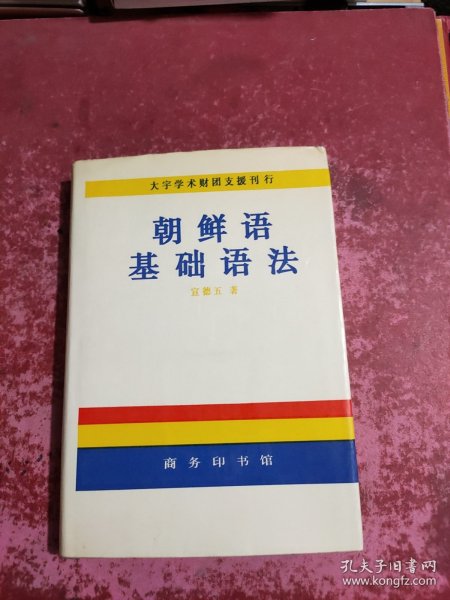 大宇学术财团支援刊行
朝鲜语
基础语法
宣德五 著
商务印书馆
孔夫子旧书网
www.kongfz.com